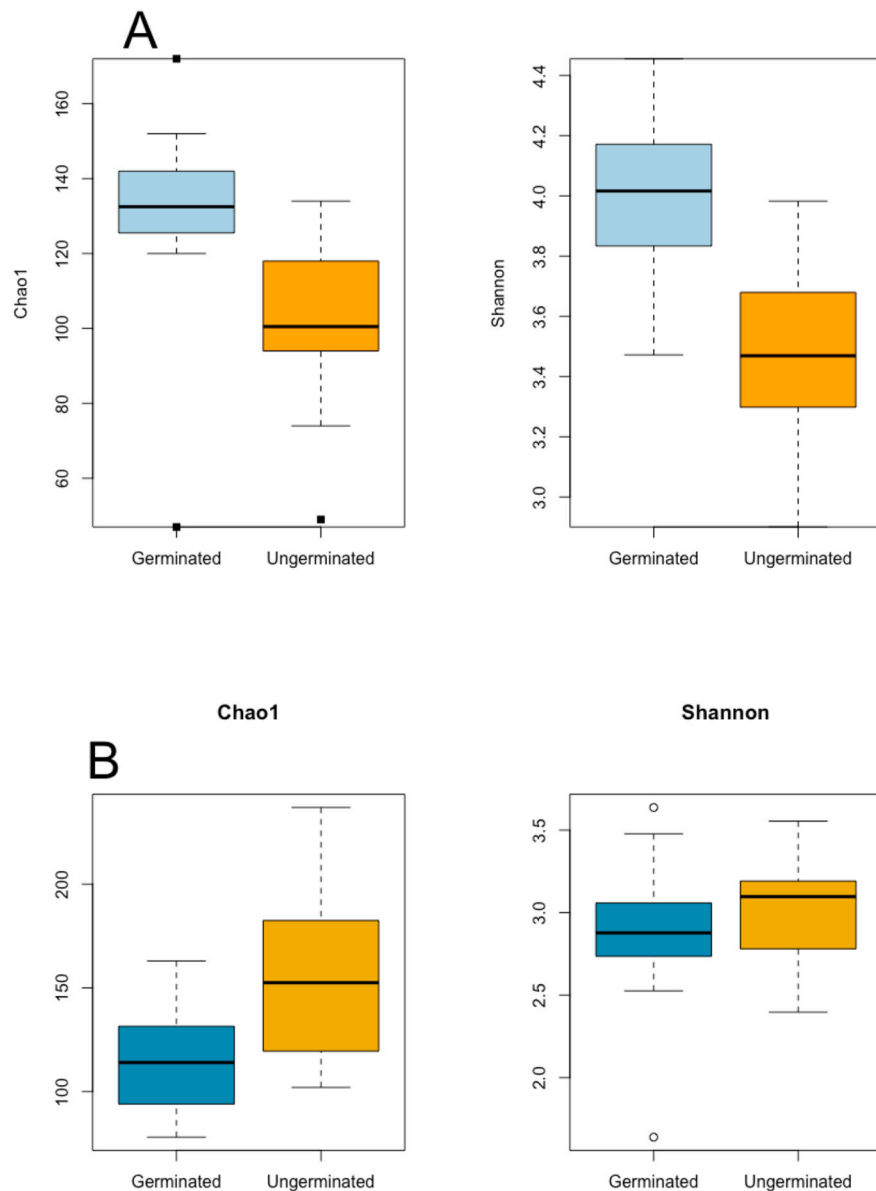 A
Chao1
160
140
120
100
80
60
Germinated Ungerminated
Shannon
4.4
4.2
4.0
3.8
3.6
3.4
3.2
3.0
Germinated Ungerminated
Chao1 Shannon
B
200
150
100
Germinated Ungerminated
3.5
3.0
2.5
2.0
Germinated Ungerminated